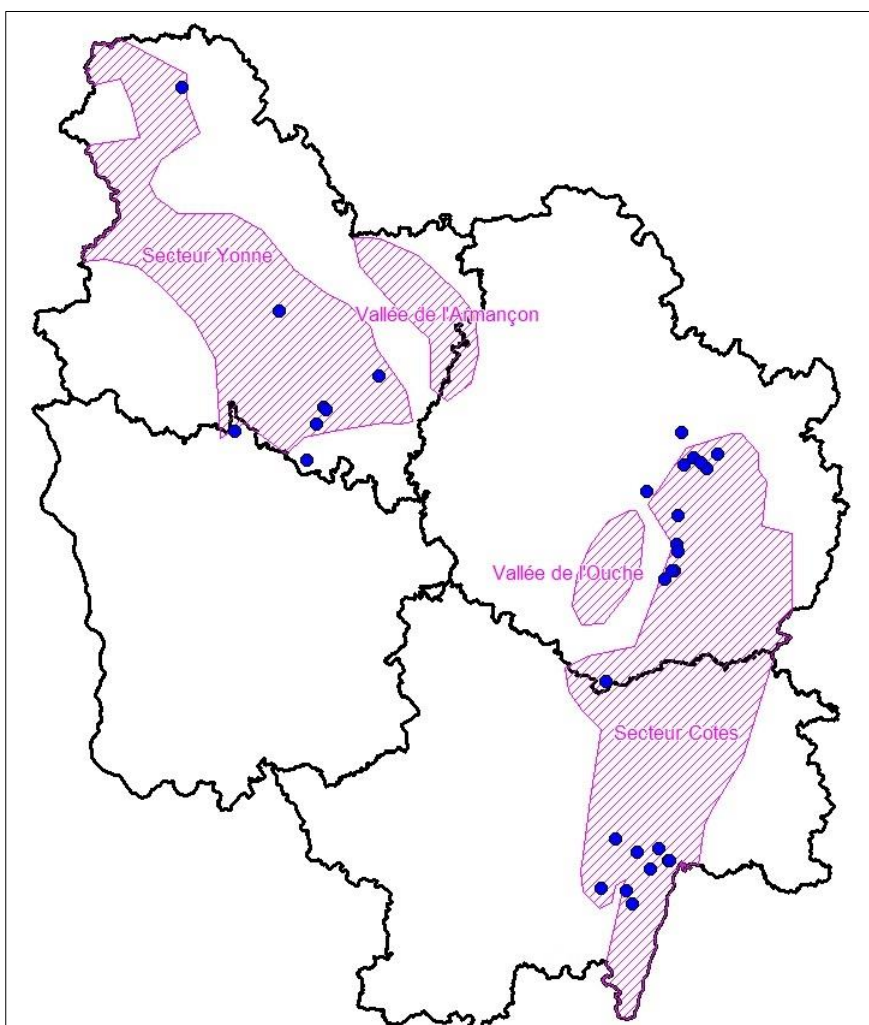 Secteur Yonne
Vallée de l'Armançon
Vallée de l'Ouche
Secteur Cotes